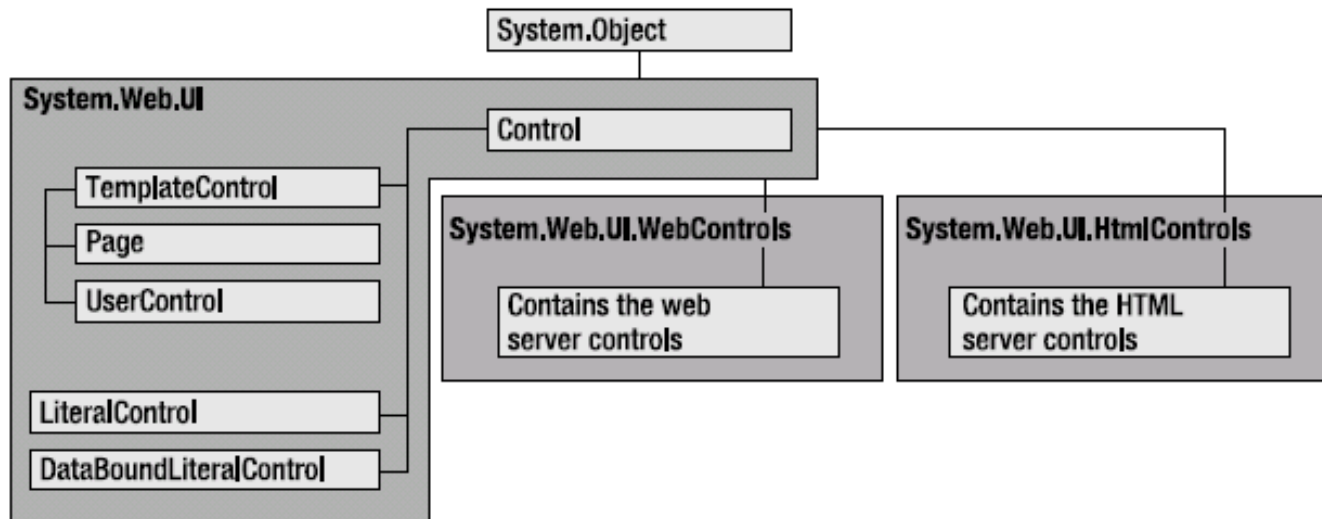 System.Object
System.Web.UI
Control
TemplateControl
Page
UserControl
LiteralControl
DataBoundLiteralControl
System.Web.UI.WebControls
Contains the web
server controls
System.Web.UI.HtmlControls
Contains the HTML
server controls